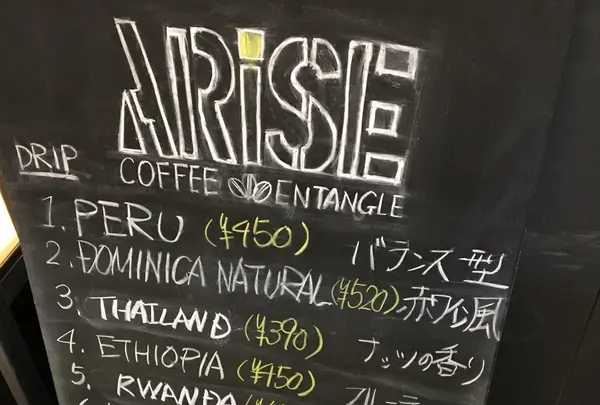 ARiSE
COFFEE ENTANGLE
DRIP
1. PERU (¥450) バランス型
2. DOMINICA NATURAL (¥520) 赤ワイン風
3. THAILAND (¥390) ナッツの香り
4. ETHIOPIA (¥450)
5. RWANDA